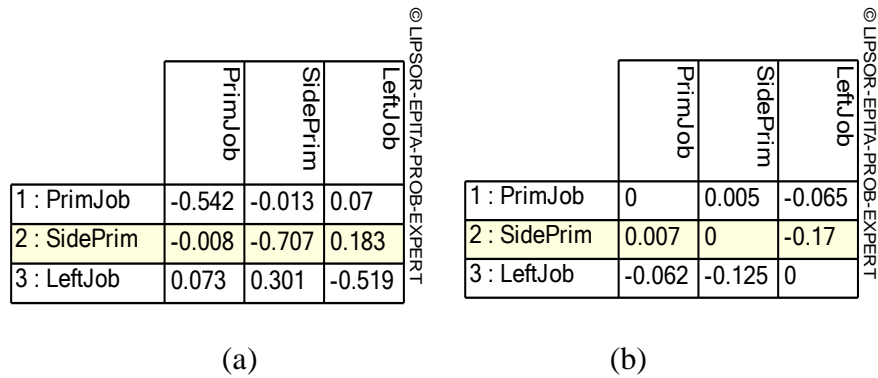 PrimJob SidePrim LeftJob
1 : PrimJob -0.542 -0.013 0.07
2 : SidePrim -0.008 -0.707 0.183
3 : LeftJob 0.073 0.301 -0.519
© LIPSOR-EPITA-PROB-EXPERT
(a)
PrimJob SidePrim LeftJob
1 : PrimJob 0 0.005 -0.065
2 : SidePrim 0.007 0 -0.17
3 : LeftJob -0.062 -0.125 0
© LIPSOR-EPITA-PROB-EXPERT
(b)